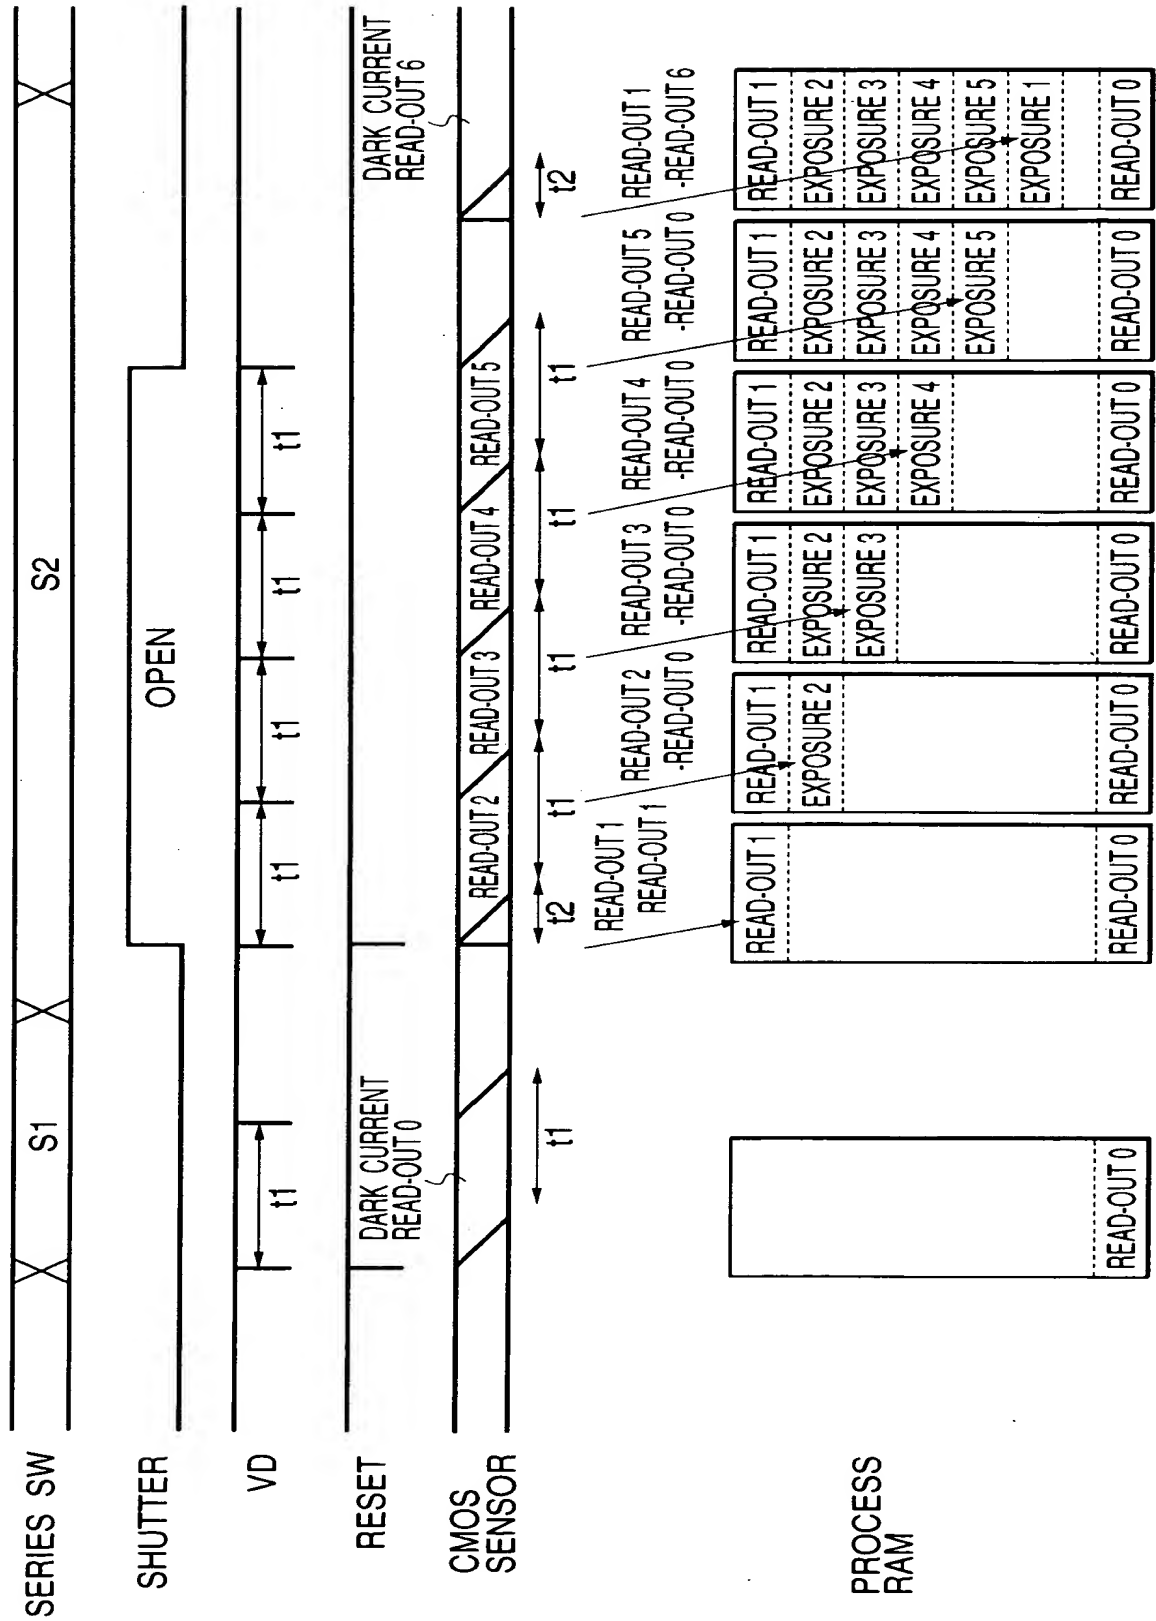 SERIES SW
S1
S2
SHUTTER
OPEN
VD
t1
t1
t1
t1
t1
RESET
DARK CURRENT
READ-OUT 0
DARK CURRENT
READ-OUT 6
CMOS
SENSOR
READ-OUT 2
READ-OUT 3
READ-OUT 4
READ-OUT 5
t1
t2
t1
t1
t1
t1
t2
READ-OUT 1
READ-OUT 1
READ-OUT 2
-READ-OUT 0
READ-OUT 3
-READ-OUT 0
READ-OUT 4
-READ-OUT 0
READ-OUT 5
-READ-OUT 0
READ-OUT 1
-READ-OUT 6
PROCESS
RAM
READ-OUT 0
READ-OUT 1
READ-OUT 0
READ-OUT 1
EXPOSURE 2
READ-OUT 0
READ-OUT 1
EXPOSURE 2
EXPOSURE 3
READ-OUT 0
READ-OUT 1
EXPOSURE 2
EXPOSURE 3
EXPOSURE 4
READ-OUT 0
READ-OUT 1
EXPOSURE 2
EXPOSURE 3
EXPOSURE 4
EXPOSURE 5
READ-OUT 0
READ-OUT 1
EXPOSURE 2
EXPOSURE 3
EXPOSURE 4
EXPOSURE 5
EXPOSURE 1
READ-OUT 0